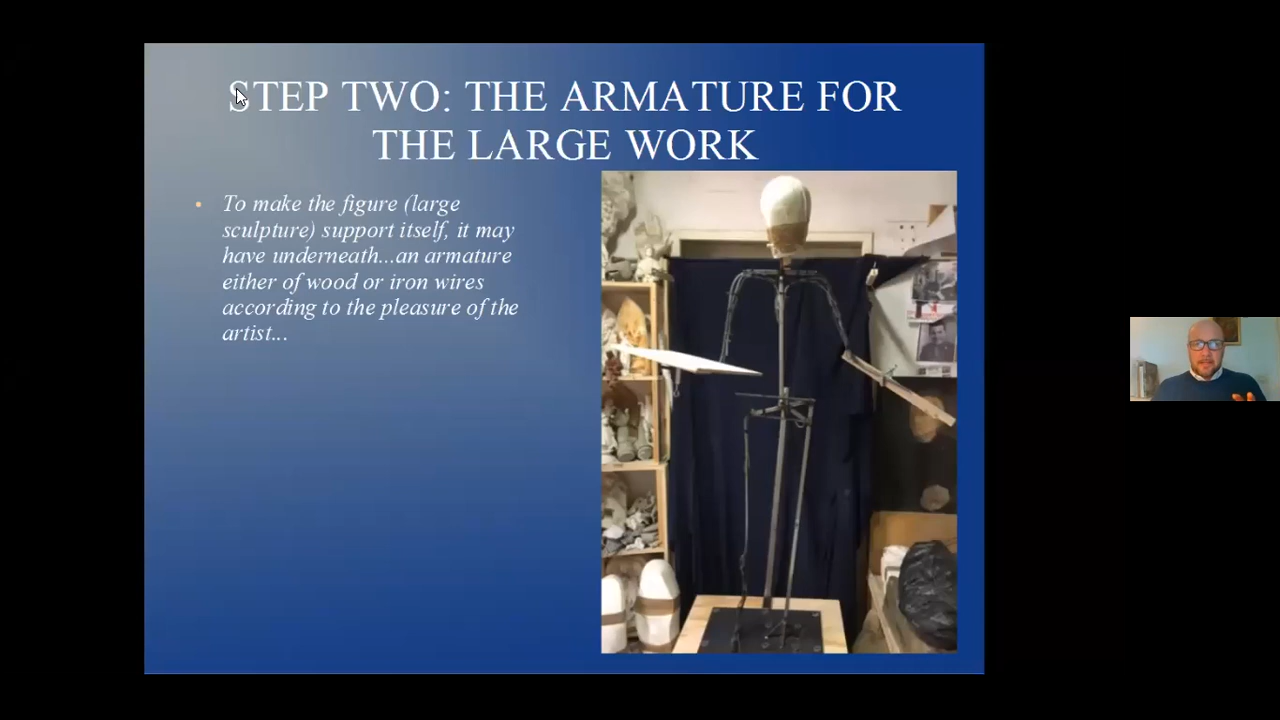 STEP TWO: THE ARMATURE FOR
THE LARGE WORK
• To make the figure (large
sculpture) support itself, it may
have underneath...an armature
either of wood or iron wires
according to the pleasure of the
artist...